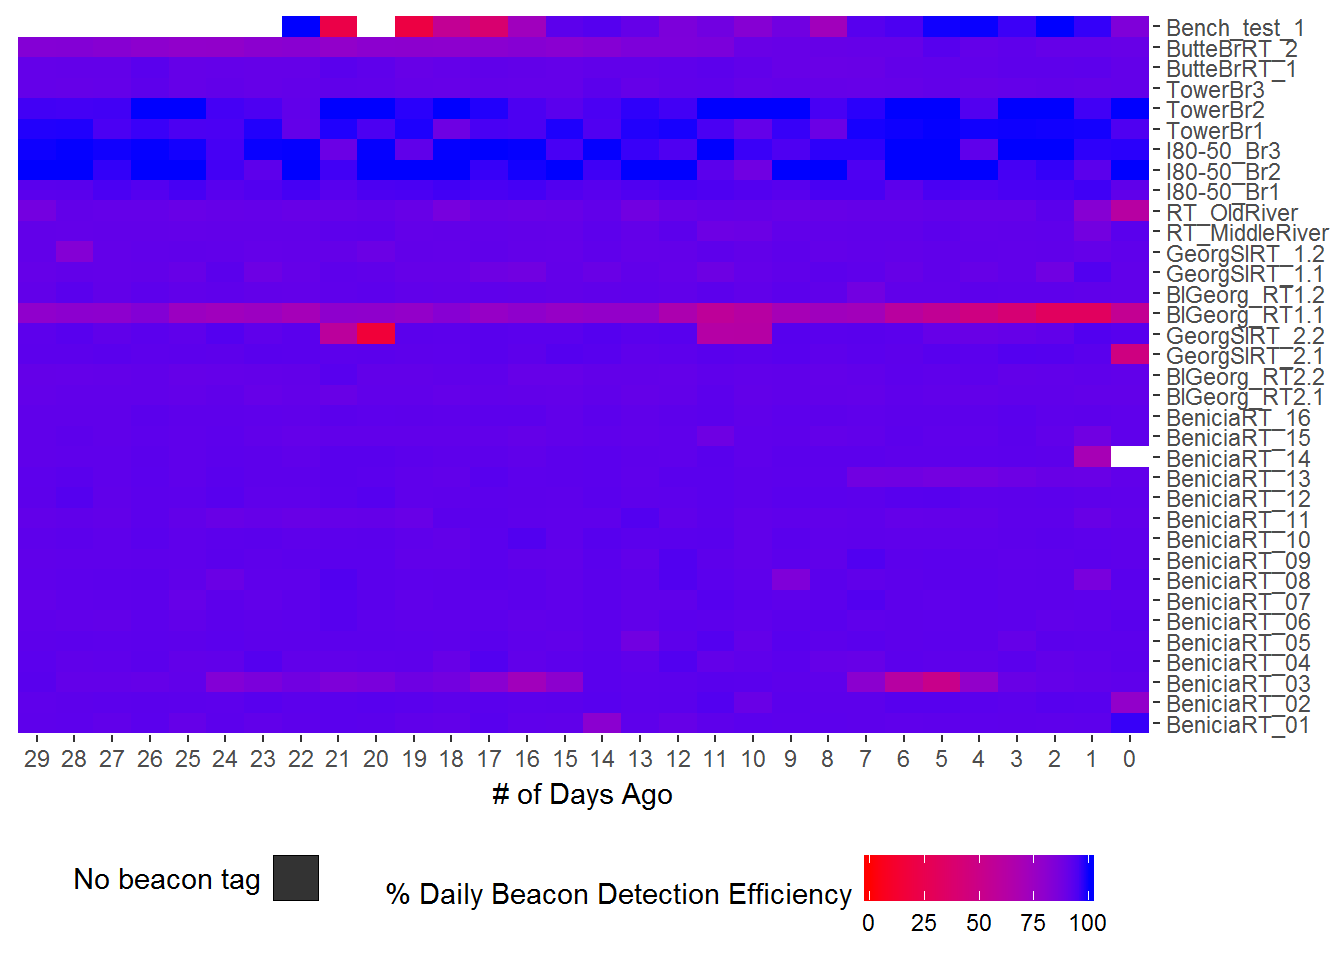 Bench_test_1
ButteBrRT_2
ButteBrRT_1
TowerBr3
TowerBr2
TowerBr1
I80-50_Br3
I80-50_Br2
I80-50_Br1
RT_OldRiver
RT_MiddleRiver
GeorgSlRT_1.2
GeorgSlRT_1.1
BlGeorg_RT1.2
BlGeorg_RT1.1
GeorgSlRT_2.2
GeorgSlRT_2.1
BlGeorg_RT2.2
BlGeorg_RT2.1
BeniciaRT_16
BeniciaRT_15
BeniciaRT_14
BeniciaRT_13
BeniciaRT_12
BeniciaRT_11
BeniciaRT_10
BeniciaRT_09
BeniciaRT_08
BeniciaRT_07
BeniciaRT_06
BeniciaRT_05
BeniciaRT_04
BeniciaRT_03
BeniciaRT_02
BeniciaRT_01
29 28 27 26 25 24 23 22 21 20 19 18 17 16 15 14 13 12 11 10 9 8 7 6 5 4 3 2 1 0
# of Days Ago
No beacon tag
% Daily Beacon Detection Efficiency
0 25 50 75 100